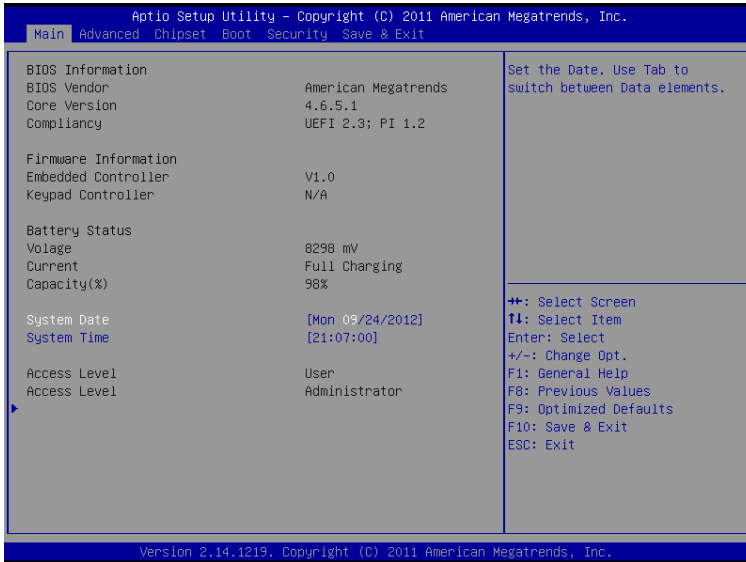 Aptio Setup Utility – Copyright (C) 2011 American Megatrends, Inc.
Main Advanced Chipset Boot Security Save & Exit
BIOS Information
BIOS Vendor American Megatrends
Core Version 4.6.5.1
Compliancy UEFI 2.3; PI 1.2
Firmware Information
Embedded Controller V1.0
Keypad Controller N/A
Battery Status
Volage 8298 mV
Current Full Charging
Capacity(%) 98%
System Date [Mon 09/24/2012]
System Time [21:07:00]
Access Level User
Access Level Administrator
Set the Date. Use Tab to
switch between Data elements.
→←: Select Screen
↑↓: Select Item
Enter: Select
+/-: Change Opt.
F1: General Help
F8: Previous Values
F9: Optimized Defaults
F10: Save & Exit
ESC: Exit
Version 2.14.1219. Copyright (C) 2011 American Megatrends, Inc.